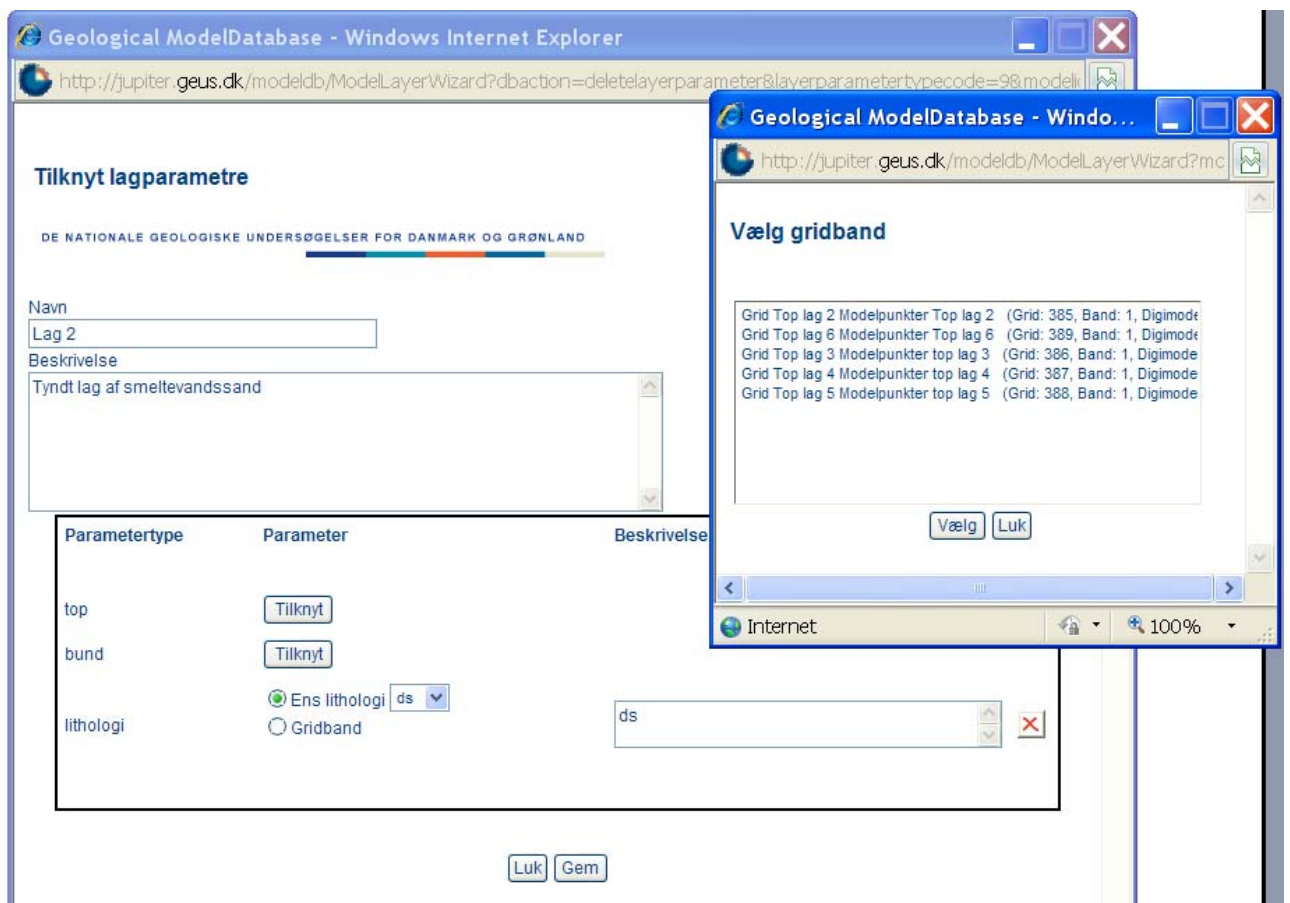 Geological ModelDatabase - Windows Internet Explorer
http://jupiter.geus.dk/modeldb/ModelLayerWizard?dbaction=deletelayerparameter&layerparametertypecode=9&modelid
Tilknyt lagparametre
DE NATIONALE GEOLOGISKE UNDERSØGELSER FOR DANMARK OG GRØNLAND
Navn
Lag 2
Beskrivelse
Tyndt lag af smeltevandssand
Parametertype Parameter Beskrivelse
top Tilknyt
bund Tilknyt
lithologi
Ens lithologi ds
Gridband
ds
Luk Gem
Geological ModelDatabase - Windo...
http://jupiter.geus.dk/modeldb/ModelLayerWizard?mc
Vælg gridband
Grid Top lag 2 Modelpunkter Top lag 2 (Grid: 385, Band: 1, Digimode
Grid Top lag 6 Modelpunkter Top lag 6 (Grid: 389, Band: 1, Digimode
Grid Top lag 3 Modelpunkter top lag 3 (Grid: 386, Band: 1, Digimode
Grid Top lag 4 Modelpunkter top lag 4 (Grid: 387, Band: 1, Digimode
Grid Top lag 5 Modelpunkter top lag 5 (Grid: 388, Band: 1, Digimode
Vælg Luk
Internet 100%